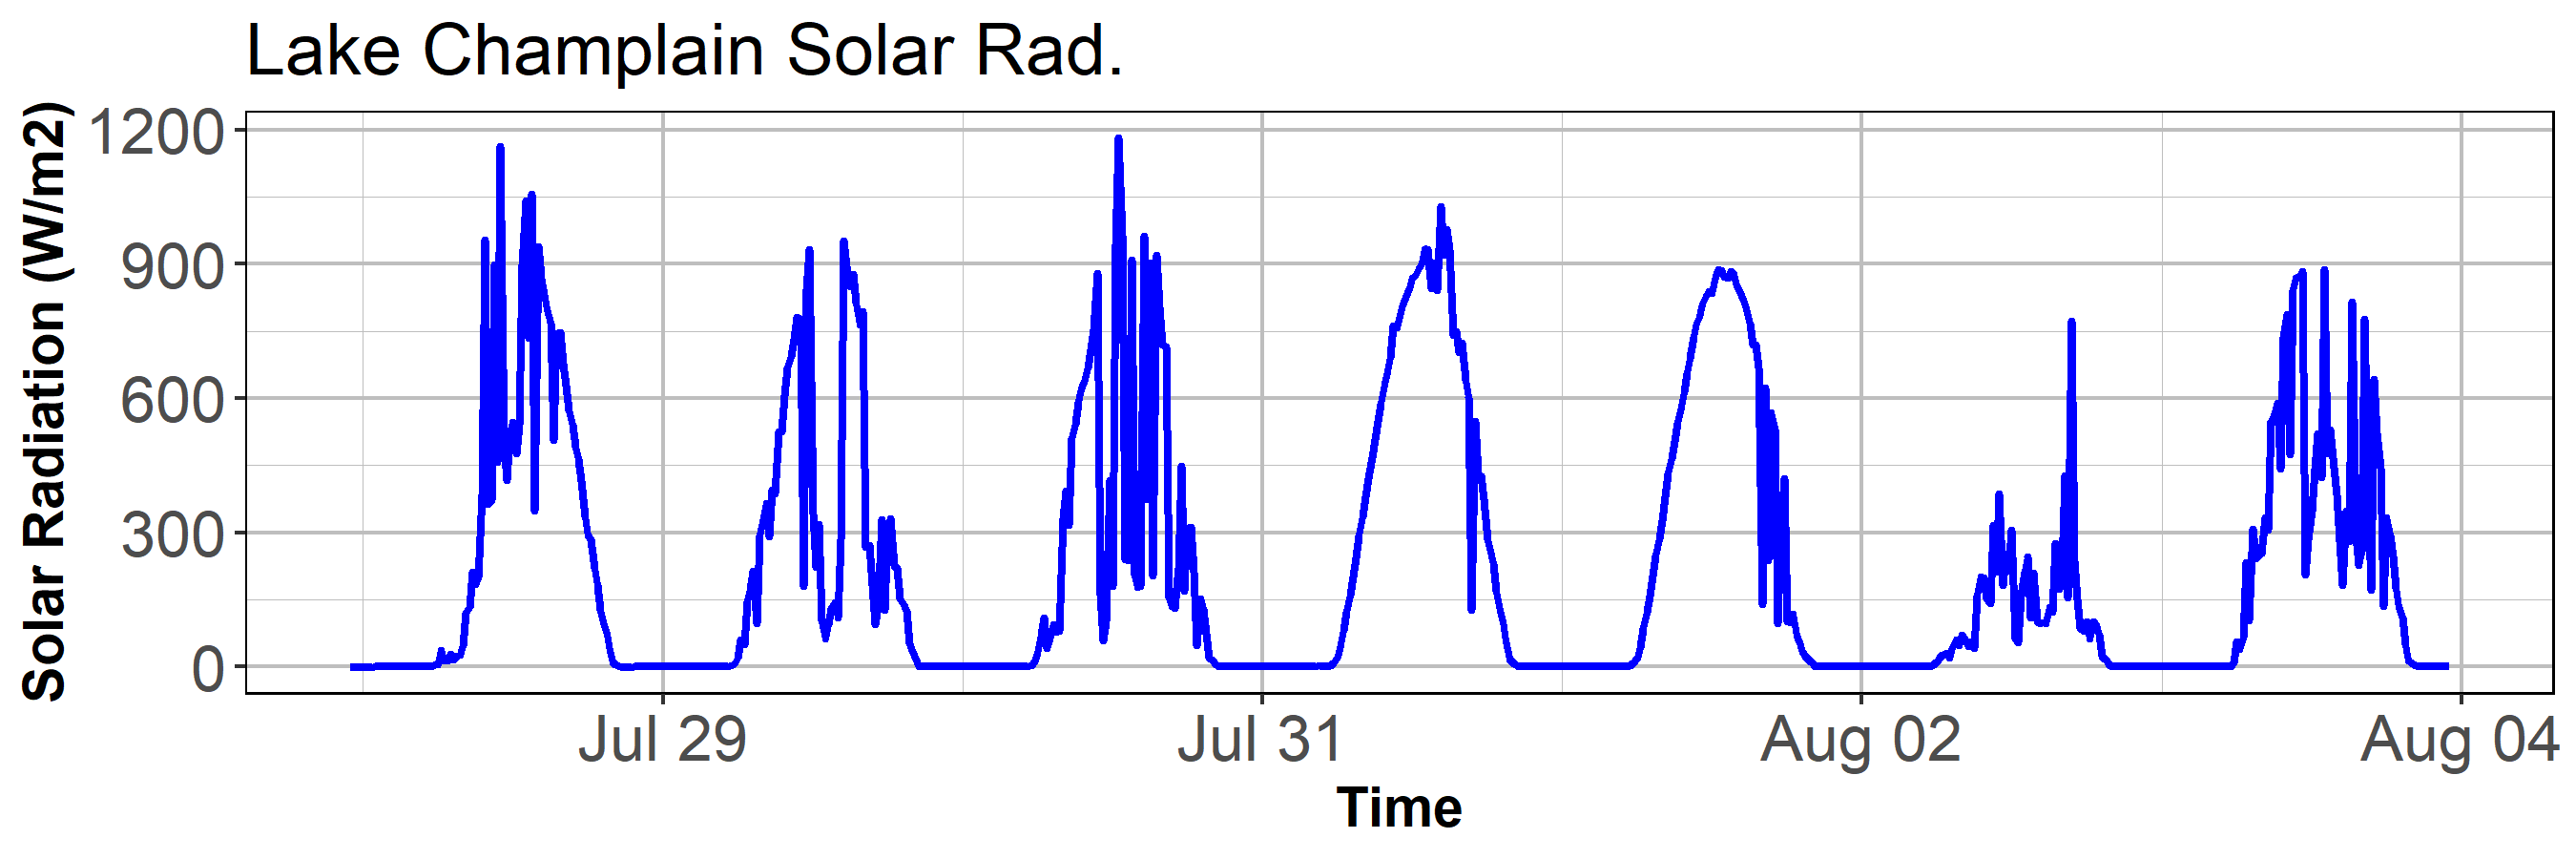 Lake Champlain Solar Rad.
Solar Radiation (W/m2)
1200
900
600
300
0
Jul 29
Jul 31
Aug 02
Aug 04
Time